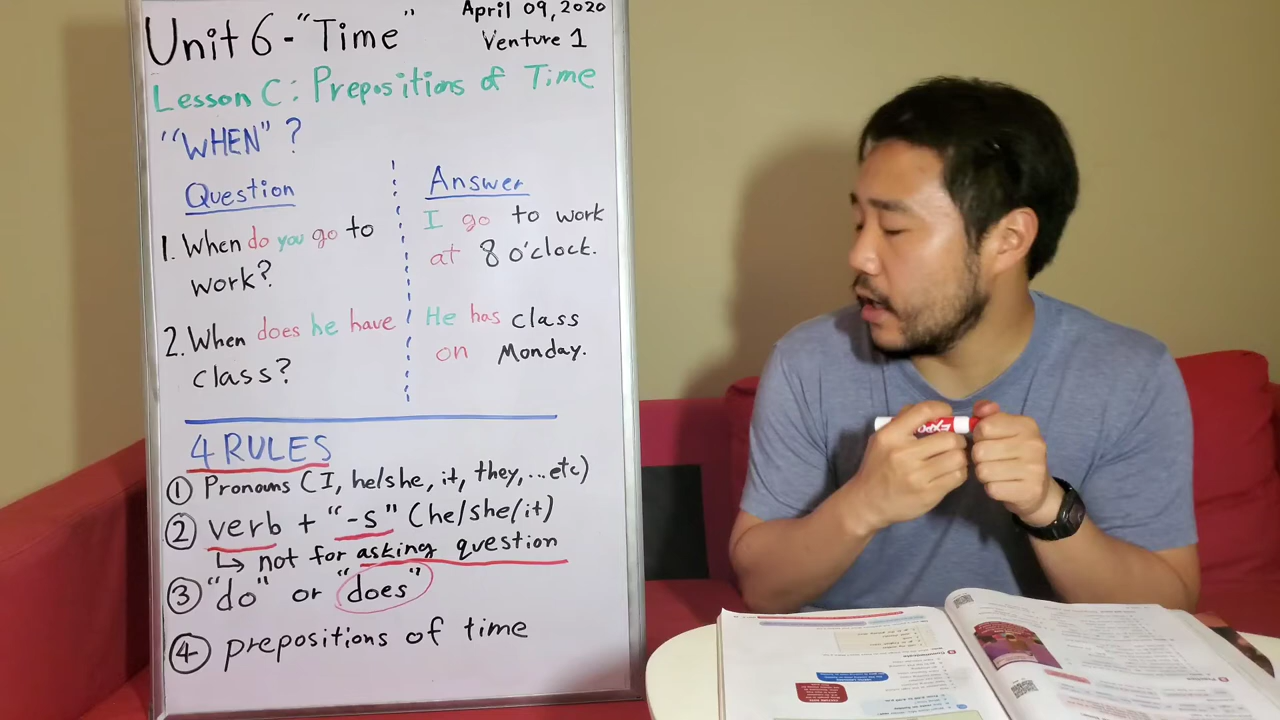 Unit 6 - "Time"
April 09, 2020
Venture 1
Lesson C: Prepositions of Time
"WHEN" ?
Question
1. When do you go to
work?
2. When does he have
class?
Answer
I go to work
at 8 o'clock.
He has class
on Monday.
4 RULES
① Pronouns (I, he/she, it, they, ...etc)
② verb + "-s" (he/she/it)
↳ not for asking question
③ "do" or "does"
④ prepositions of time
EXPO